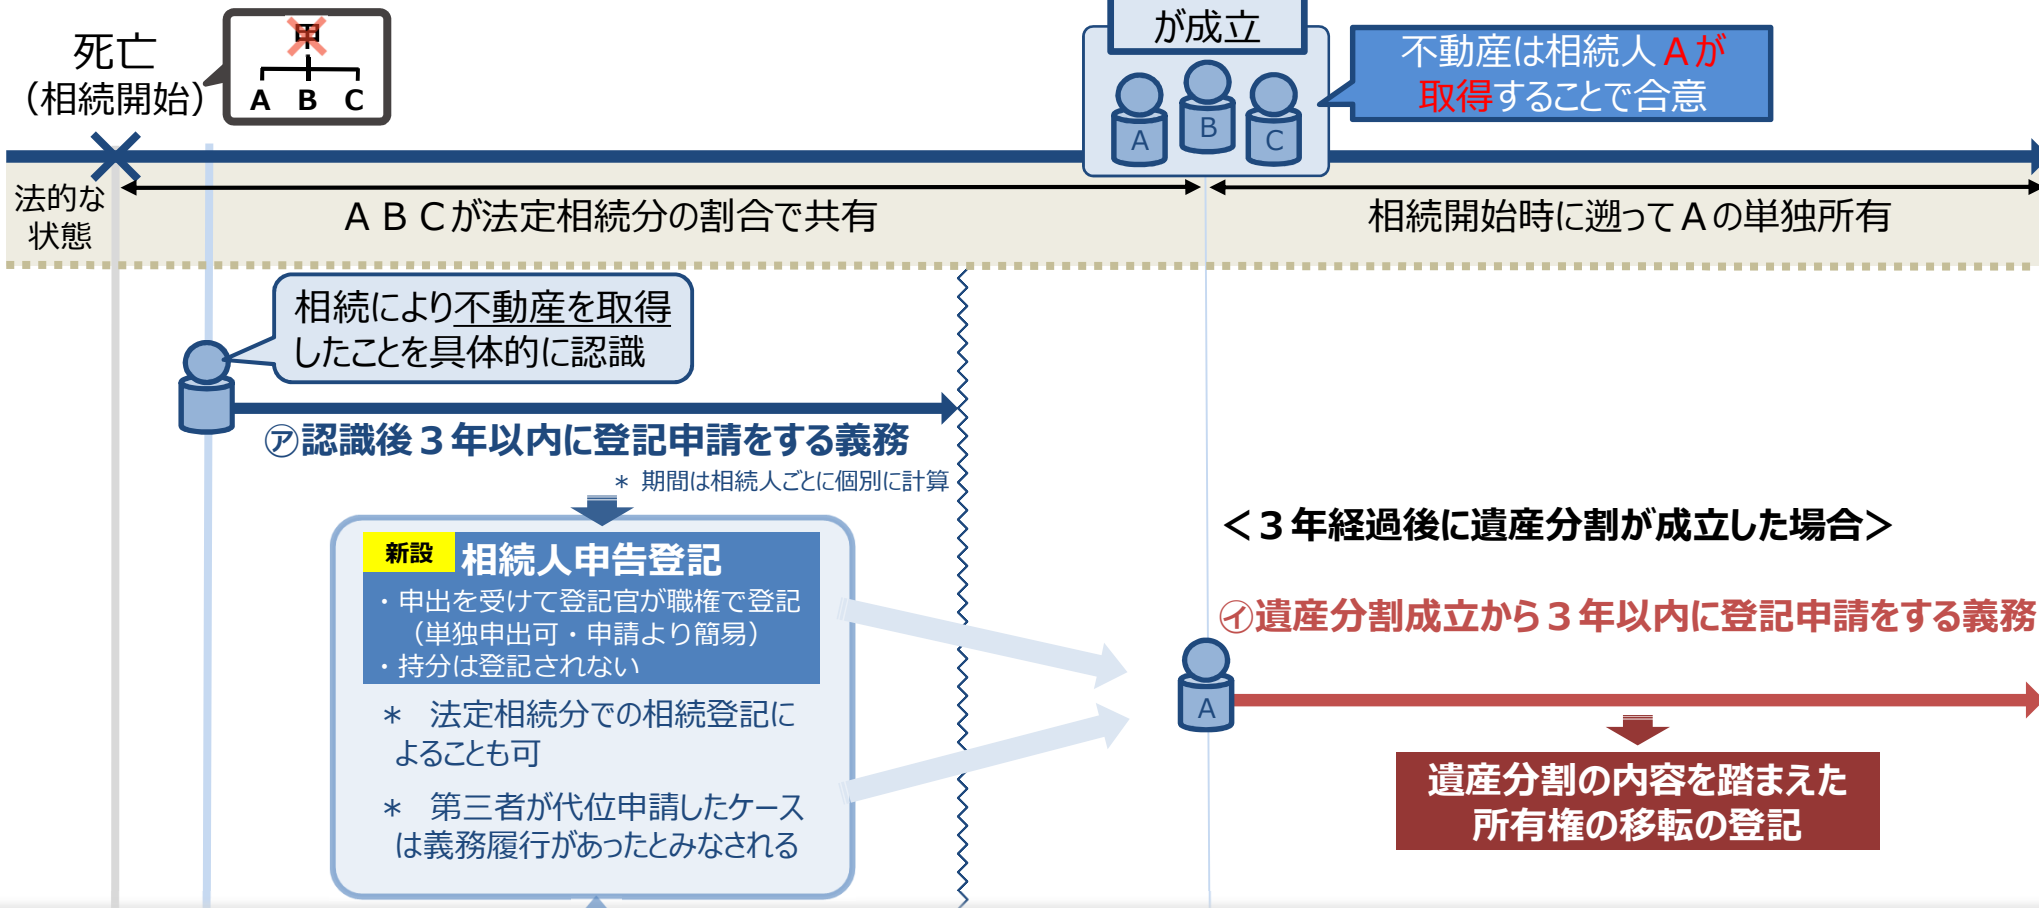 死亡
（相続開始）
甲
A B C
が成立
A B C
不動産は相続人Aが
取得することで合意
法的な
状態
ＡＢＣが法定相続分の割合で共有
相続開始時に遡ってＡの単独所有
相続により不動産を取得
したことを具体的に認識
㋐認識後３年以内に登記申請をする義務
＊ 期間は相続人ごとに個別に計算
新設 相続人申告登記
・申出を受けて登記官が職権で登記
（単独申出可・申請より簡易）
・持分は登記されない
＊ 法定相続分での相続登記に
よることも可
＊ 第三者が代位申請したケース
は義務履行があったとみなされる
＜３年経過後に遺産分割が成立した場合＞
㋑遺産分割成立から３年以内に登記申請をする義務
A
遺産分割の内容を踏まえた
所有権の移転の登記